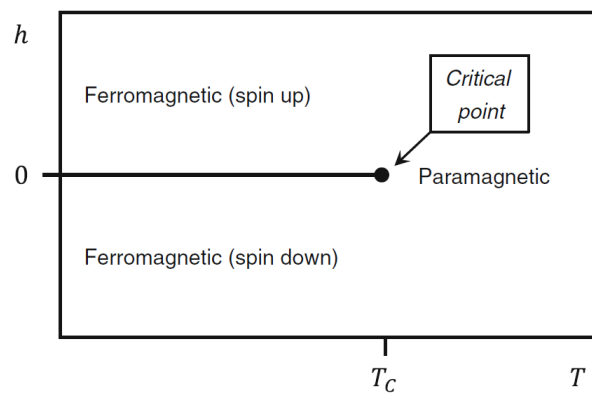 h
Ferromagnetic (spin up)
Critical
point
0
Paramagnetic
Ferromagnetic (spin down)
T_C
T